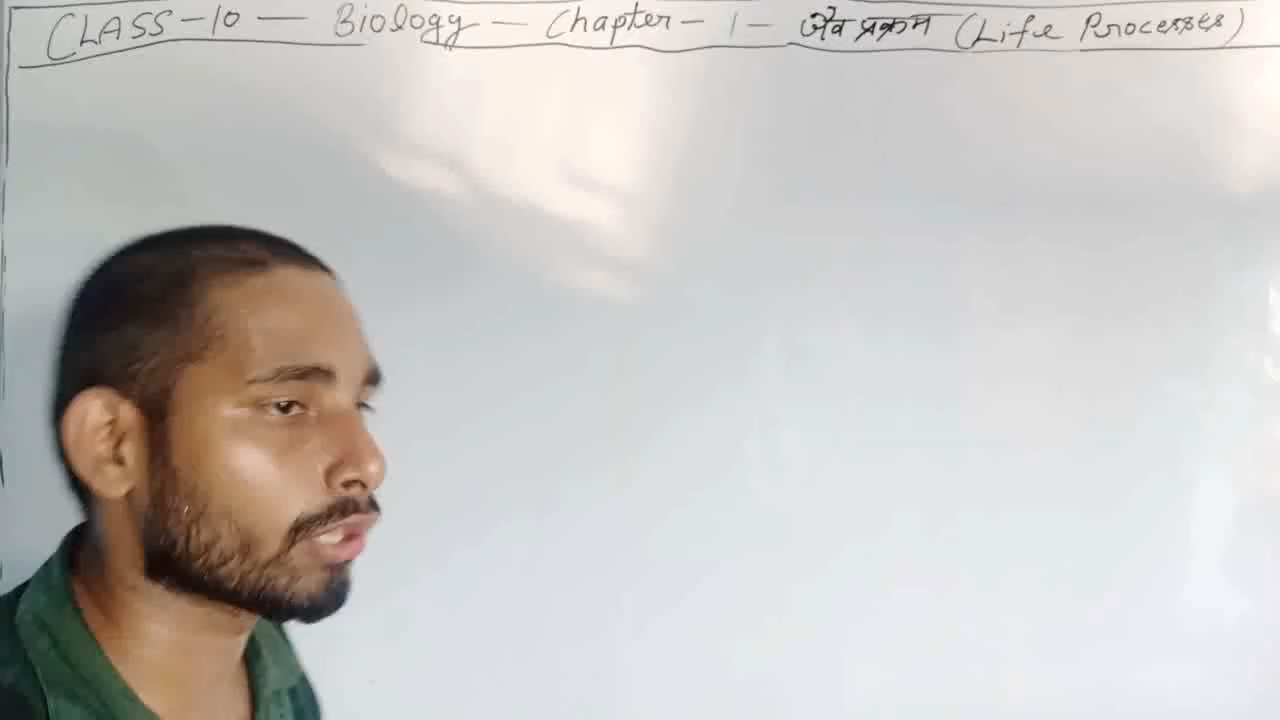 CLASS-10 — Biology — Chapter - 1 - जैव प्रक्रम (Life Processes)